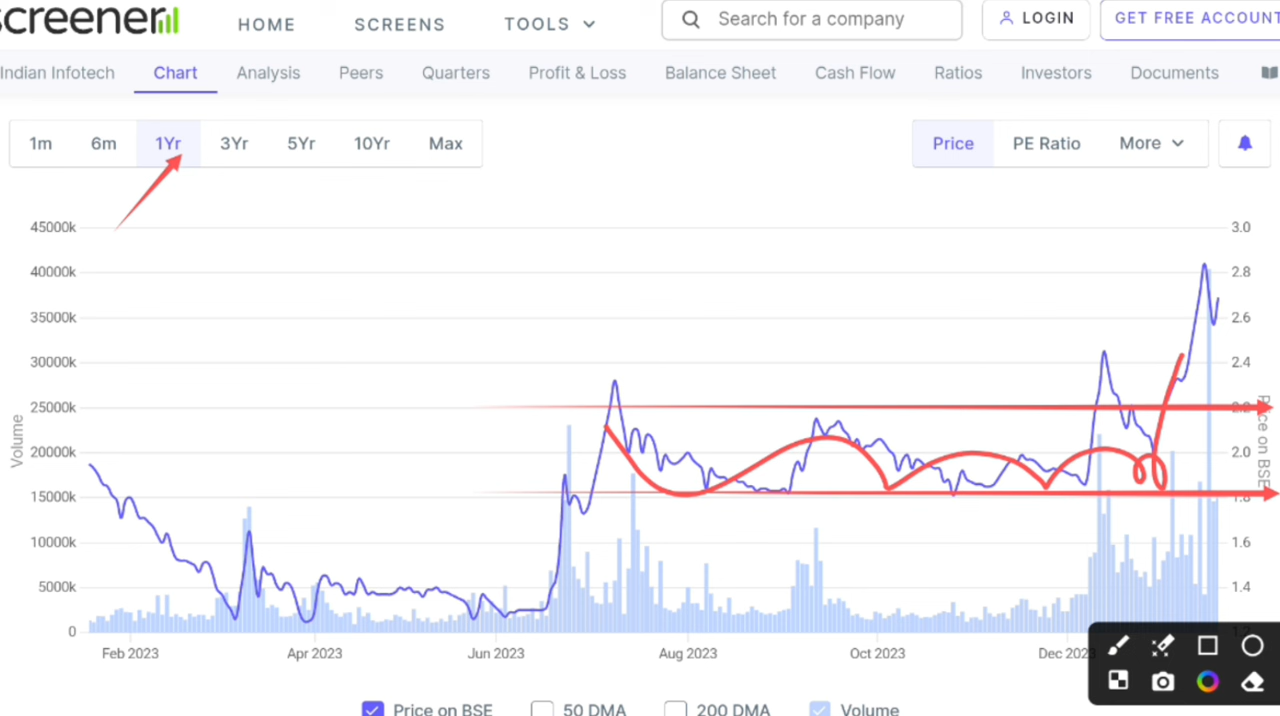 screener
HOME SCREENS TOOLS Search for a company LOGIN GET FREE ACCOUNT
Indian Infotech Chart Analysis Peers Quarters Profit & Loss Balance Sheet Cash Flow Ratios Investors Documents
1m 6m 1Yr 3Yr 5Yr 10Yr Max Price PE Ratio More
45000k 3.0
40000k 2.8
35000k 2.6
30000k 2.4
25000k 2.2
20000k 2.0
15000k 1.8
10000k 1.6
5000k 1.4
0 1.2
Volume
Price on BSE
Feb 2023 Apr 2023 Jun 2023 Aug 2023 Oct 2023 Dec 2023
Price on BSE 50 DMA 200 DMA Volume